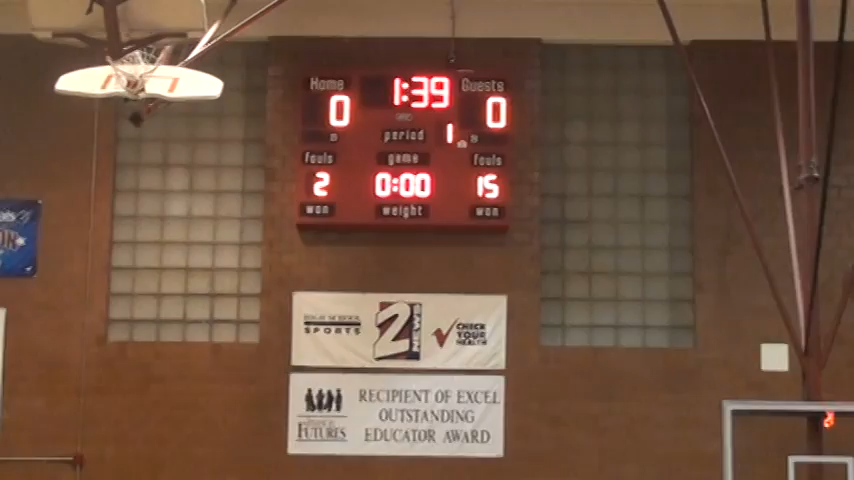 Home 1:39 Guests
0 0
period 1
fouls game fouls
2 0:00 15
won weight won
HIGH SCHOOL
SPORTS
2 NEWS
CHECK
YOUR
HEALTH
RECIPIENT OF EXCEL
OUTSTANDING
EDUCATOR AWARD
FUTURES